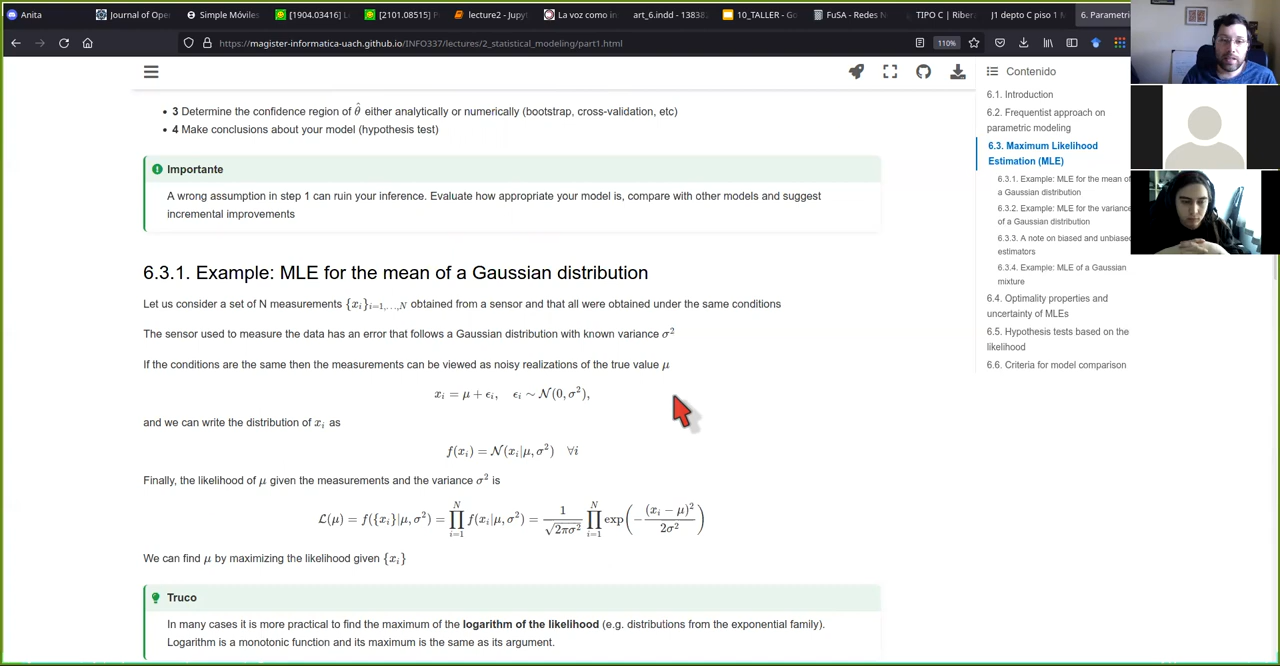 Anita
Journal of Ope
Simple Móviles
[1904.03416] L
[2101.08515] P
lecture2 - Jupyt
La voz como in
art_6.indd - 1383
10_TALLER - Go
FuSA - Redes N
TIPO C | Ribera
J1 depto C piso 1
6. Parametri
https://magister-informatica-uach.github.io/INFO337/lectures/2_statistical_modeling/part1.html
110%
3 Determine the confidence region of θ̂ either analytically or numerically (bootstrap, cross-validation, etc)
4 Make conclusions about your model (hypothesis test)
Importante
A wrong assumption in step 1 can ruin your inference. Evaluate how appropriate your model is, compare with other models and suggest
incremental improvements
6.3.1. Example: MLE for the mean of a Gaussian distribution
Let us consider a set of N measurements {x_i}_{i=1,...,N} obtained from a sensor and that all were obtained under the same conditions
The sensor used to measure the data has an error that follows a Gaussian distribution with known variance σ²
If the conditions are the same then the measurements can be viewed as noisy realizations of the true value μ
x_i = μ + ϵ_i, ϵ_i ∼ 𝒩(0, σ²),
and we can write the distribution of x_i as
f(x_i) = 𝒩(x_i|μ, σ²) ∀i
Finally, the likelihood of μ given the measurements and the variance σ² is
ℒ(μ) = f({x_i}|μ, σ²) = ∏_{i=1}^{N} f(x_i|μ, σ²) = 1/√(2πσ²) ∏_{i=1}^{N} exp(−(x_i − μ)²/2σ²)
We can find μ by maximizing the likelihood given {x_i}
Truco
In many cases it is more practical to find the maximum of the logarithm of the likelihood (e.g. distributions from the exponential family).
Logarithm is a monotonic function and its maximum is the same as its argument.
Contenido
6.1. Introduction
6.2. Frequentist approach on
parametric modeling
6.3. Maximum Likelihood
Estimation (MLE)
6.3.1. Example: MLE for the mean of
a Gaussian distribution
6.3.2. Example: MLE for the variance
of a Gaussian distribution
6.3.3. A note on biased and unbiased
estimators
6.3.4. Example: MLE of a Gaussian
mixture
6.4. Optimality properties and
uncertainty of MLEs
6.5. Hypothesis tests based on the
likelihood
6.6. Criteria for model comparison